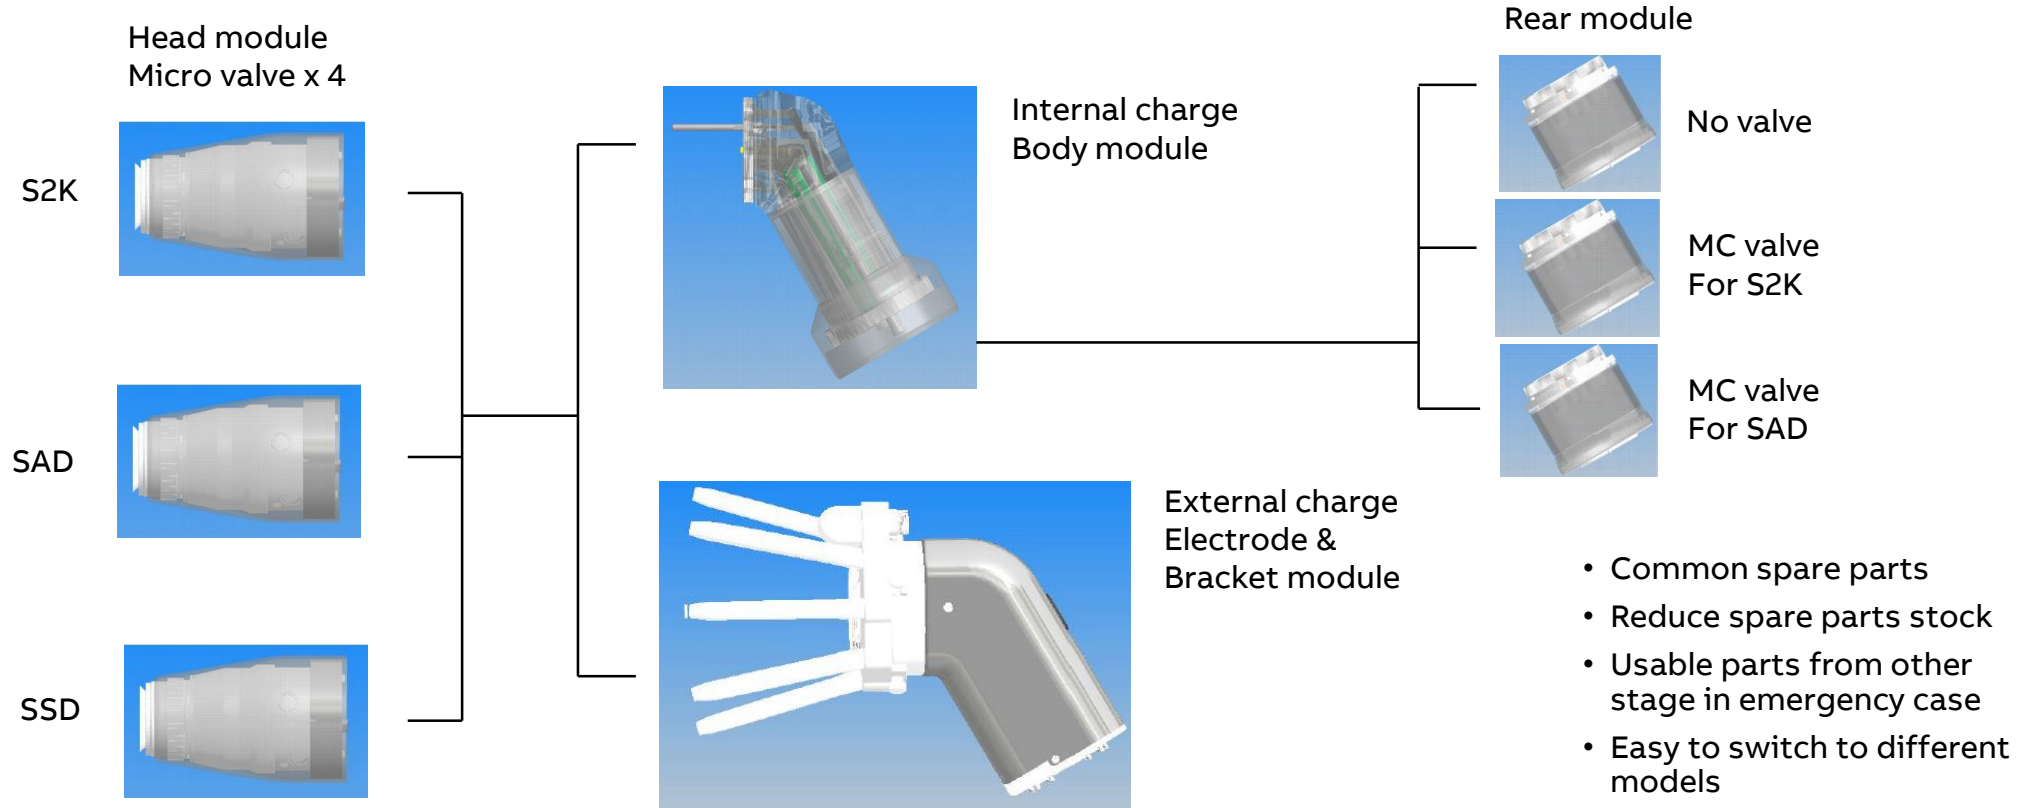 Head module
Micro valve x 4
S2K
SAD
SSD
Internal charge
Body module
External charge
Electrode &
Bracket module
Rear module
No valve
MC valve
For S2K
MC valve
For SAD
• Common spare parts
• Reduce spare parts stock
• Usable parts from other
stage in emergency case
• Easy to switch to different
models